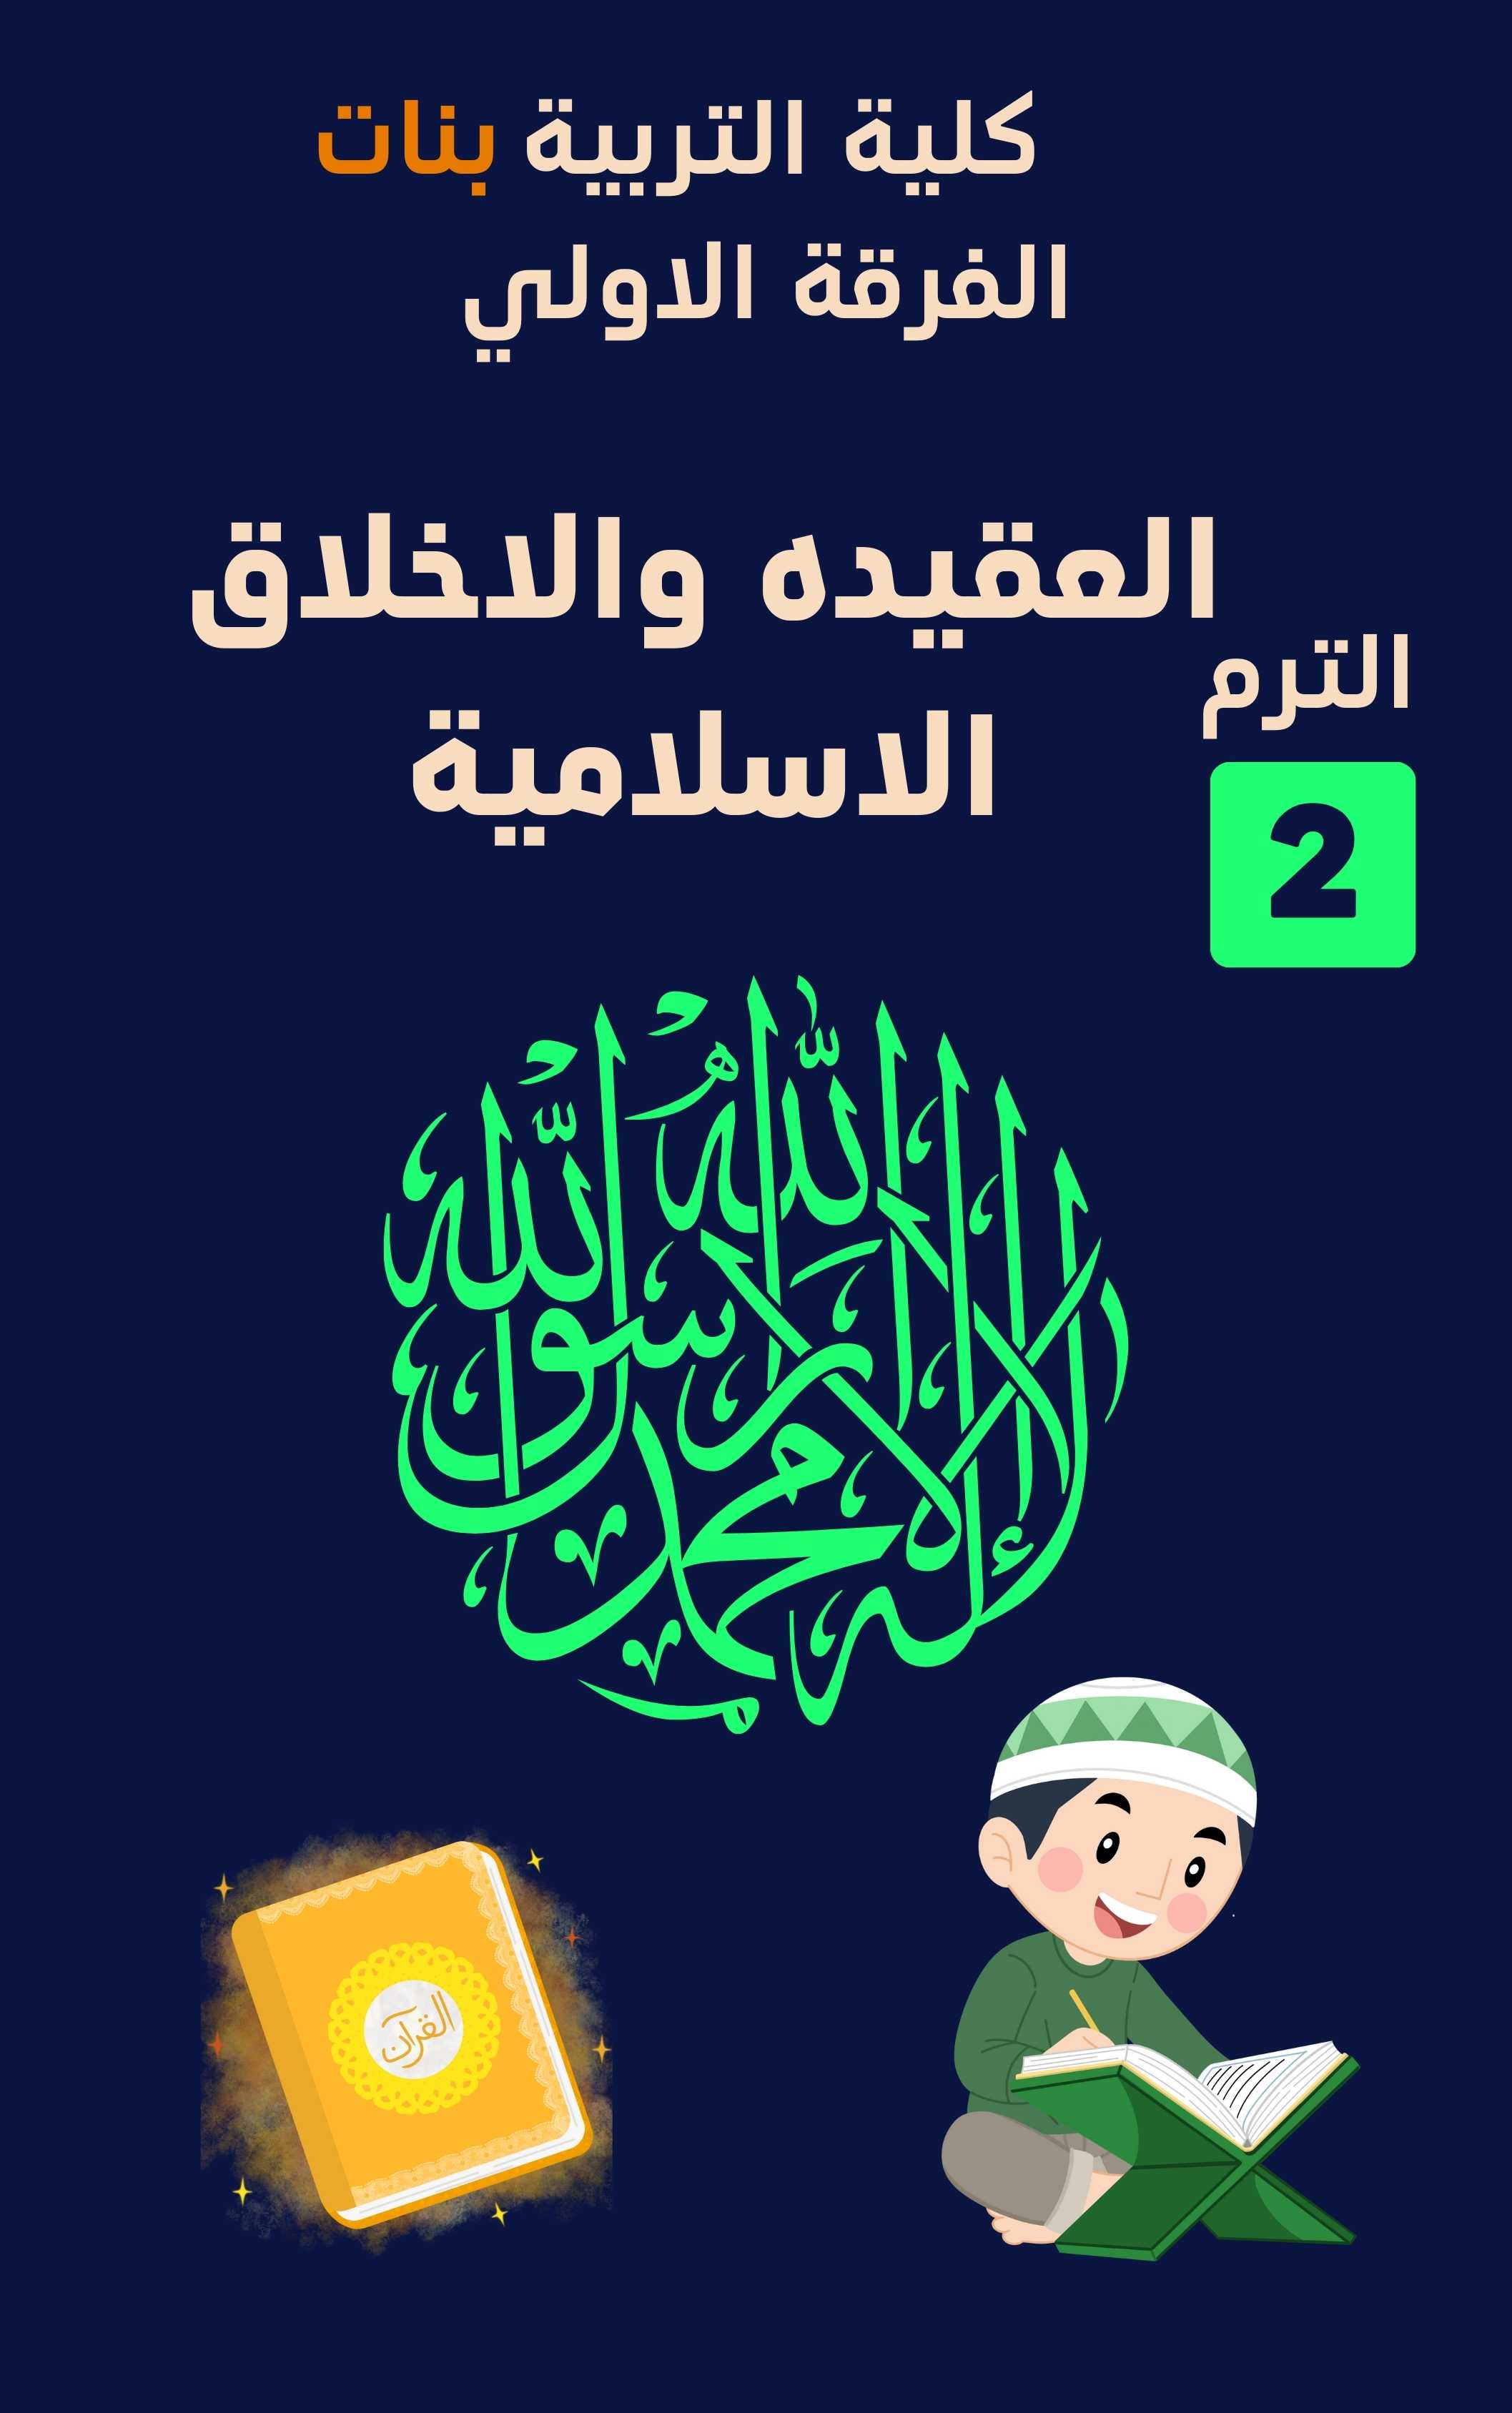 كلية التربية بنات
الفرقة الاولي
العقيده والاخلاق
الاسلامية
الترم
2
لا إله إلا الله محمد رسول الله
القرآن